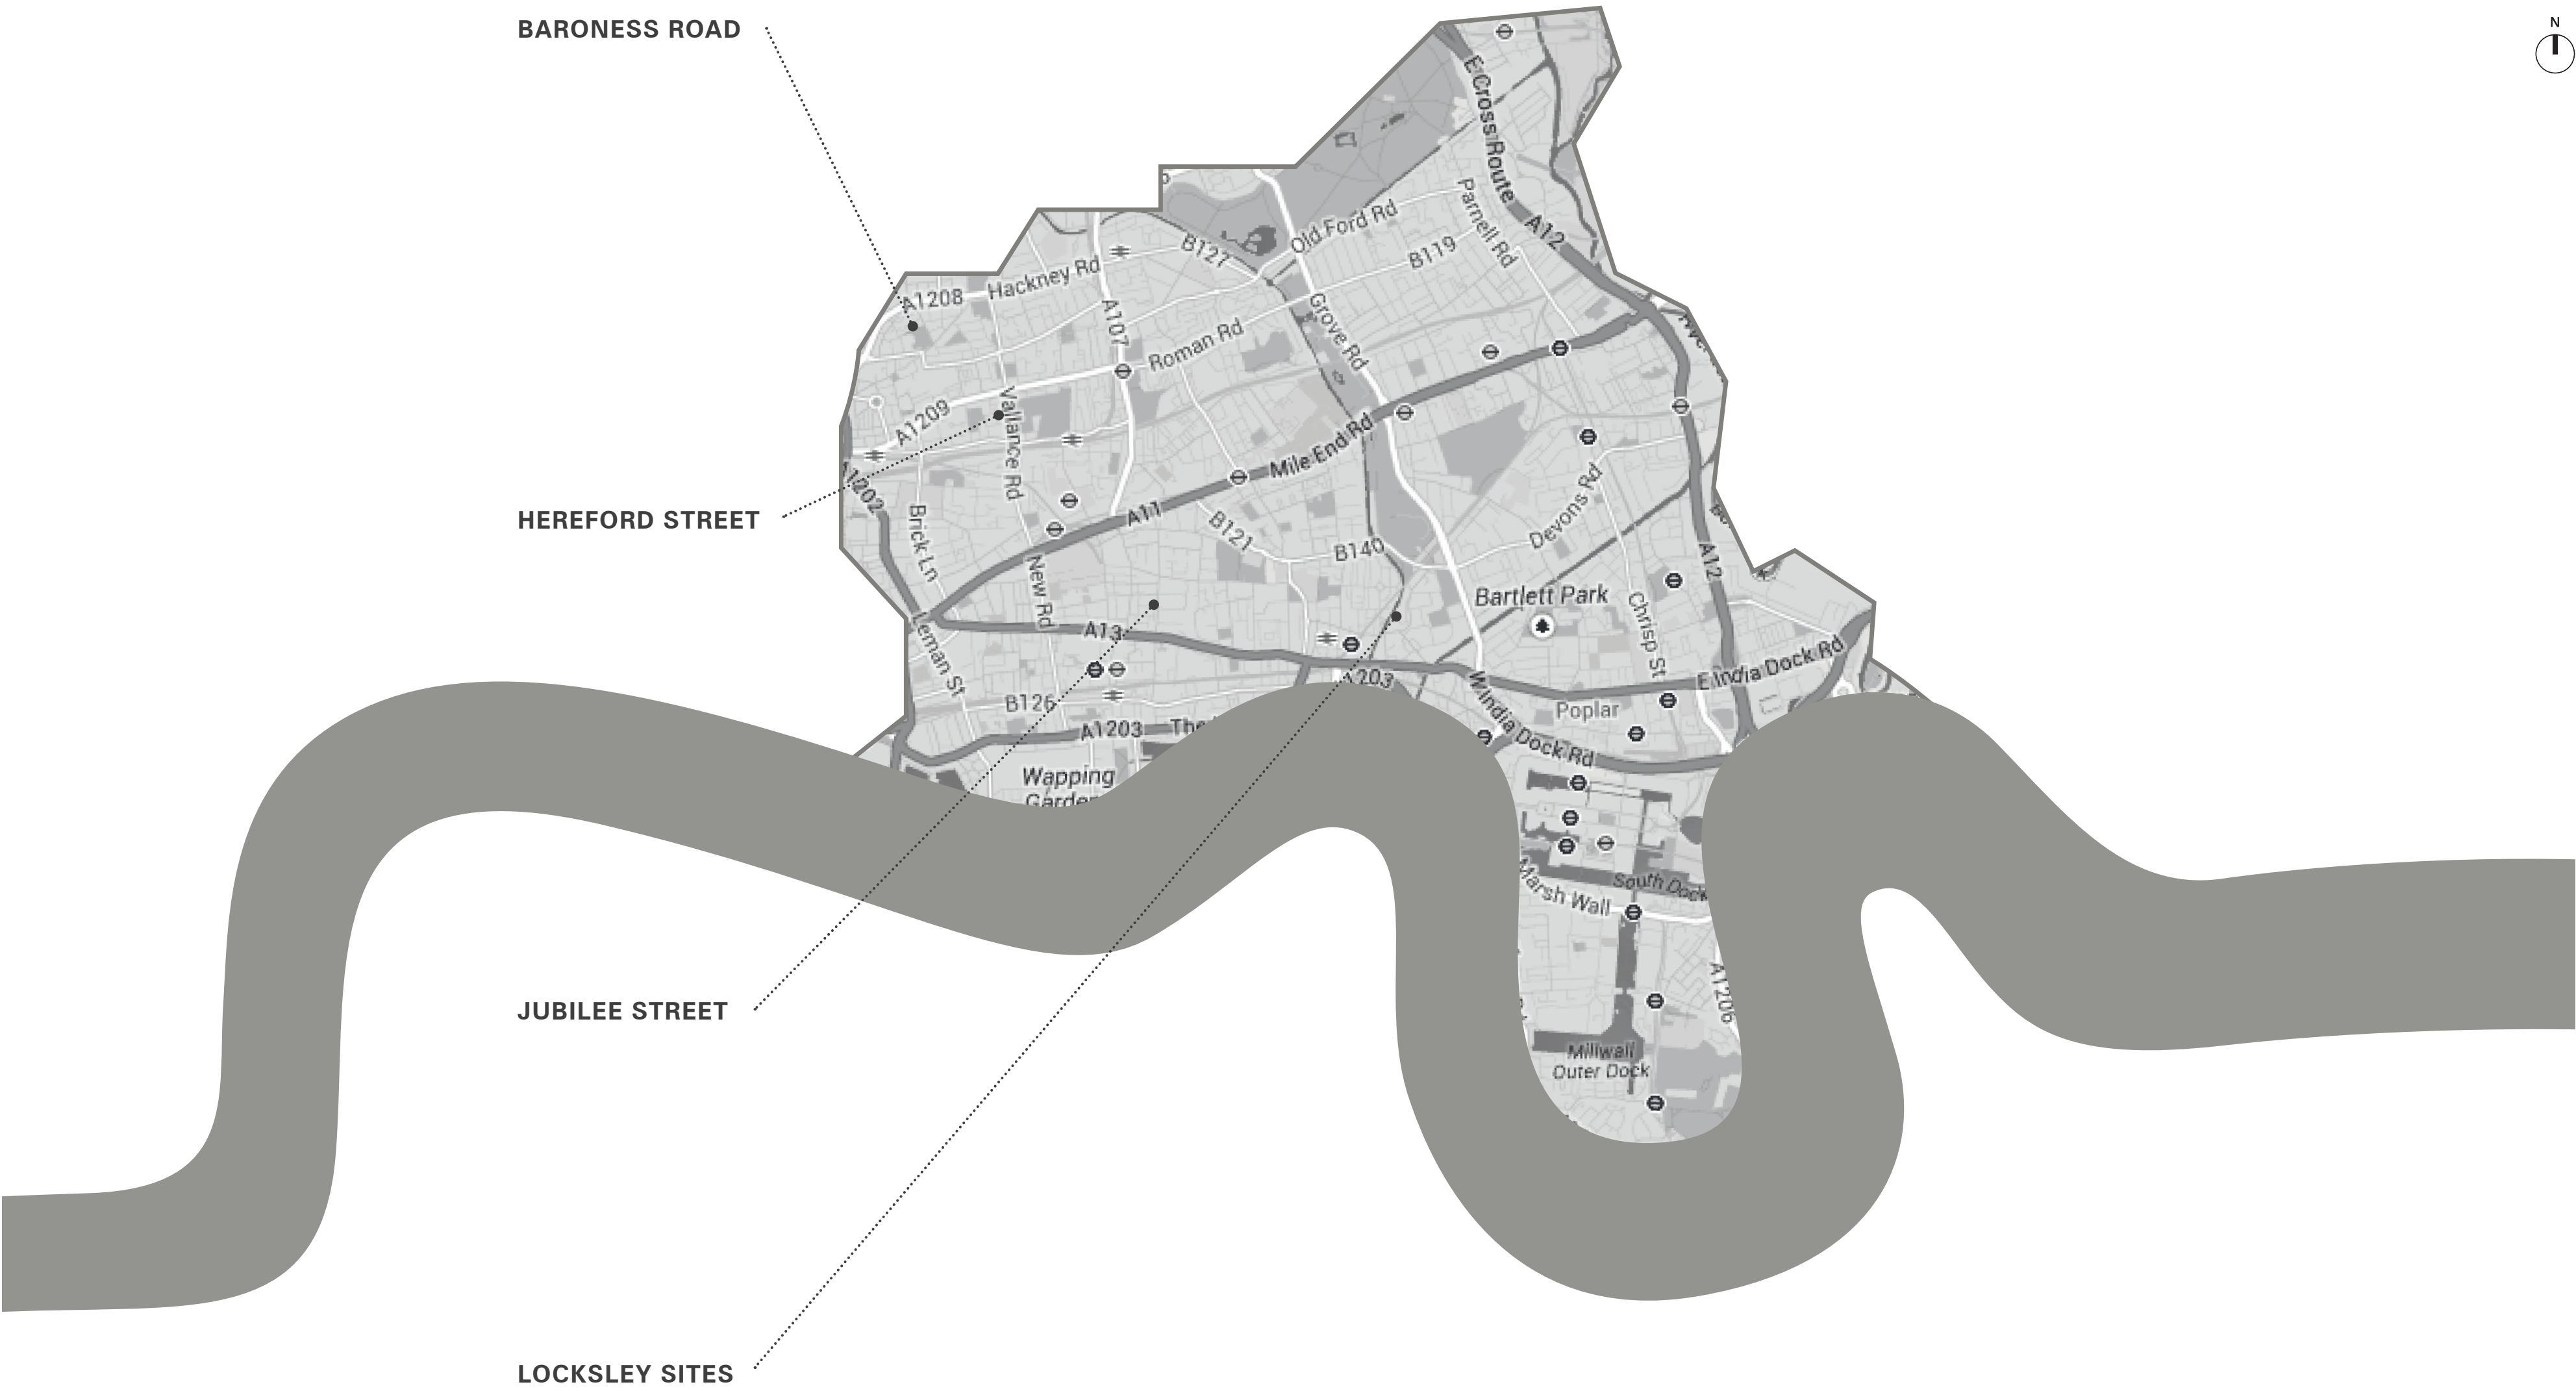 BARONESS ROAD
N
E Cross Route
Parnell Rd
A12
Old Ford Rd
B127
B119
Hackney Rd
A1208
A107
Grove Rd
Roman Rd
A1209
Vallance Rd
Mile End Rd
A1202
HEREFORD STREET
Brick Ln
A11
B121
B140
Devons Rd
A12
New Rd
Bartlett Park
Chrisp St
Leman St
A13
E India Dock Rd
B126
W India Dock Rd
Poplar
A1203
The
Wapping
South Dock
Marsh Wall
A1206
JUBILEE STREET
Millwall
Outer Dock
LOCKSLEY SITES